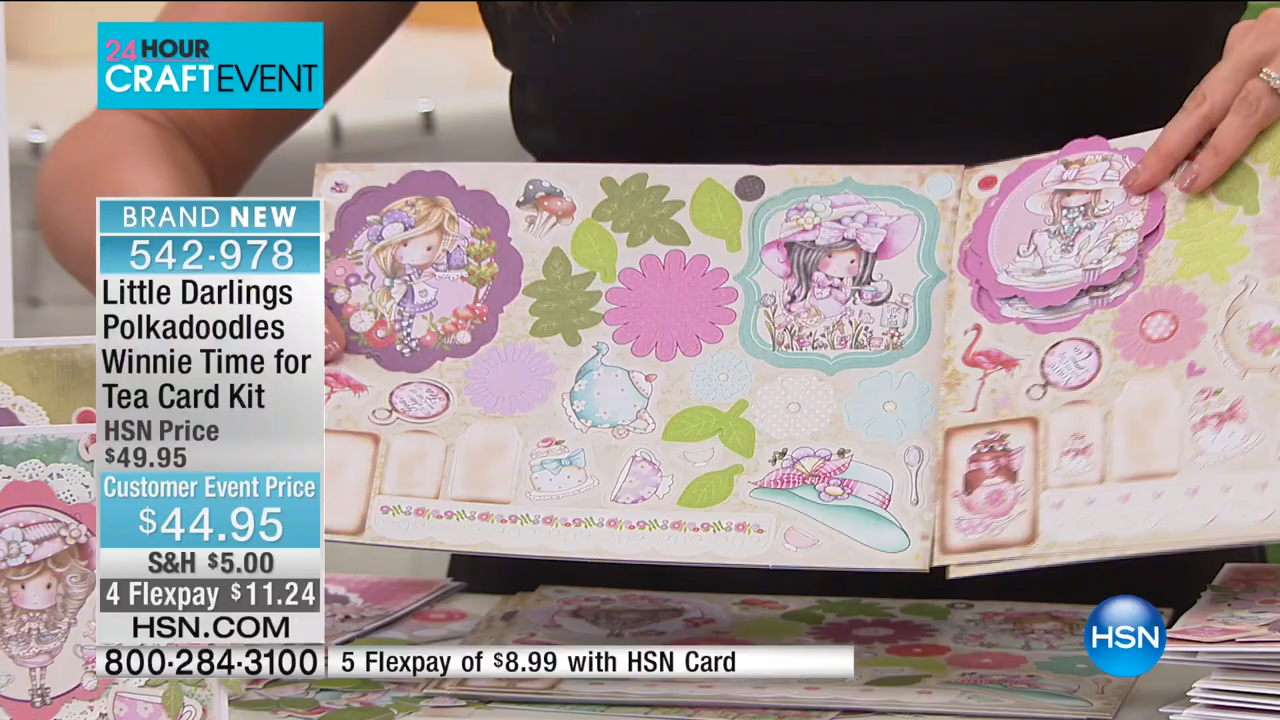 24 HOUR
CRAFT EVENT
BRAND NEW
542·978
Little Darlings
Polkadoodles
Winnie Time for
Tea Card Kit
HSN Price
$49.95
Customer Event Price
$44.95
S&H $5.00
4 Flexpay $11.24
HSN.COM
800·284·3100
5 Flexpay of $8.99 with HSN Card
HSN